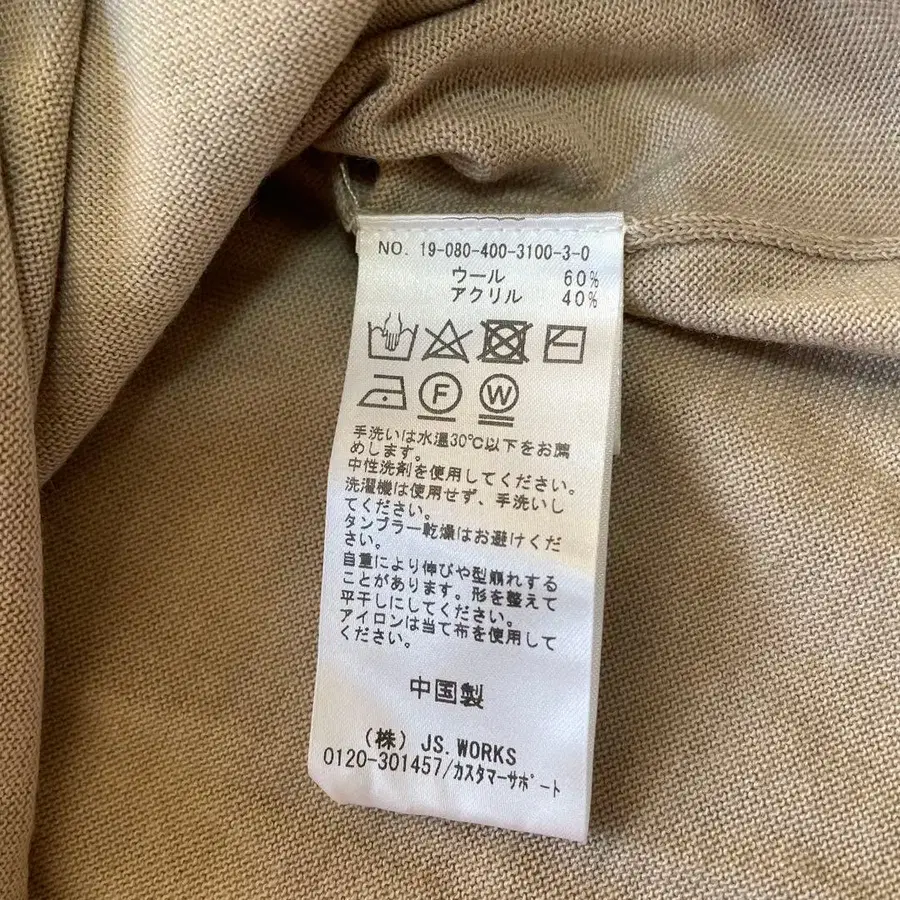 NO. 19-080-400-3100-3-0
ウール 60%
アクリル 40%
F W
手洗いは水温30℃以下をお薦
めします。
中性洗剤を使用してください。
洗濯機は使用せず、手洗いし
てください。
タンブラー乾燥はお避けくだ
さい。
自重により伸びや型崩れする
ことがあります。形を整えて
平干しにしてください。
アイロンは当て布を使用して
ください。
中国製
(株) JS.WORKS
0120-301457/カスタマーサポート